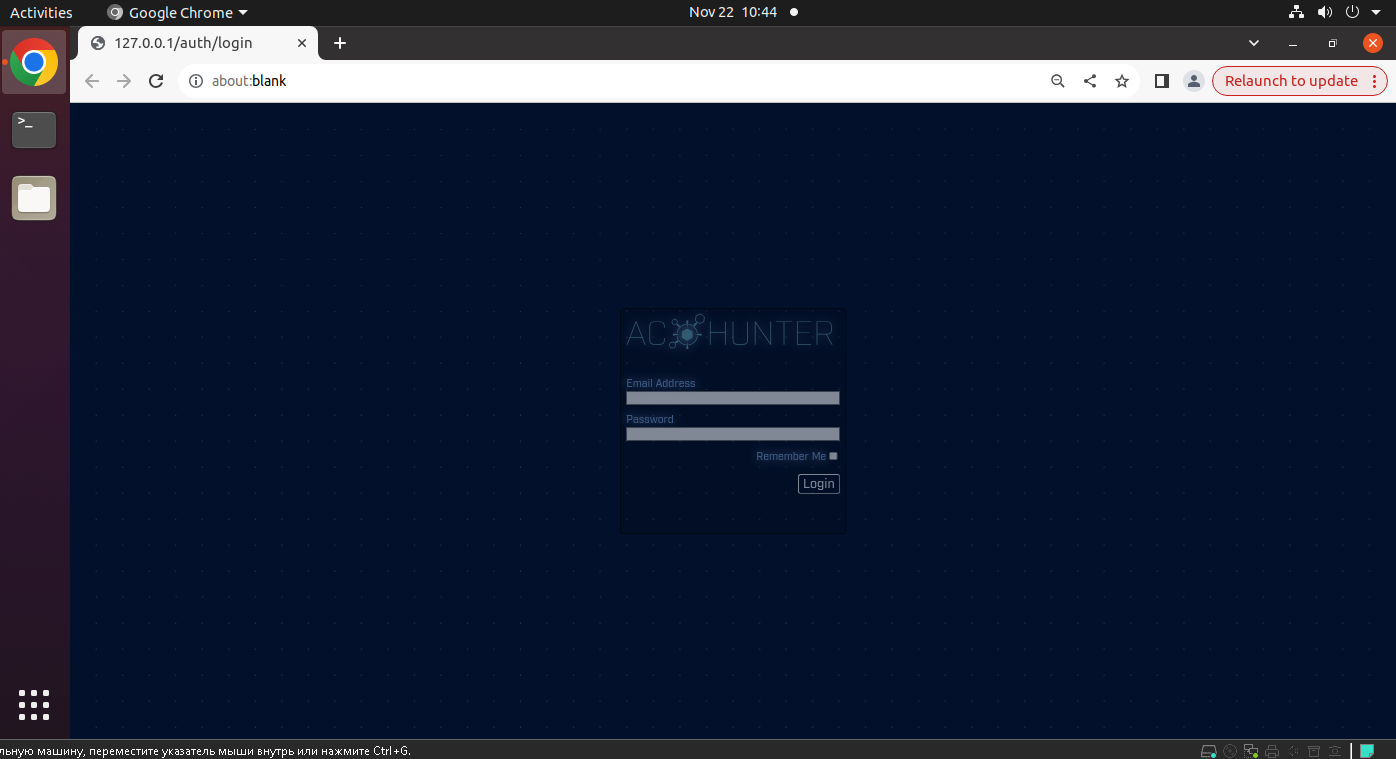 Activities Google Chrome Nov 22 10:44
127.0.0.1/auth/login
about:blank Relaunch to update
>_
AC HUNTER
Email Address
Password
Remember Me
Login
льную машину, переместите указатель мыши внутрь или нажмите Ctrl+G.